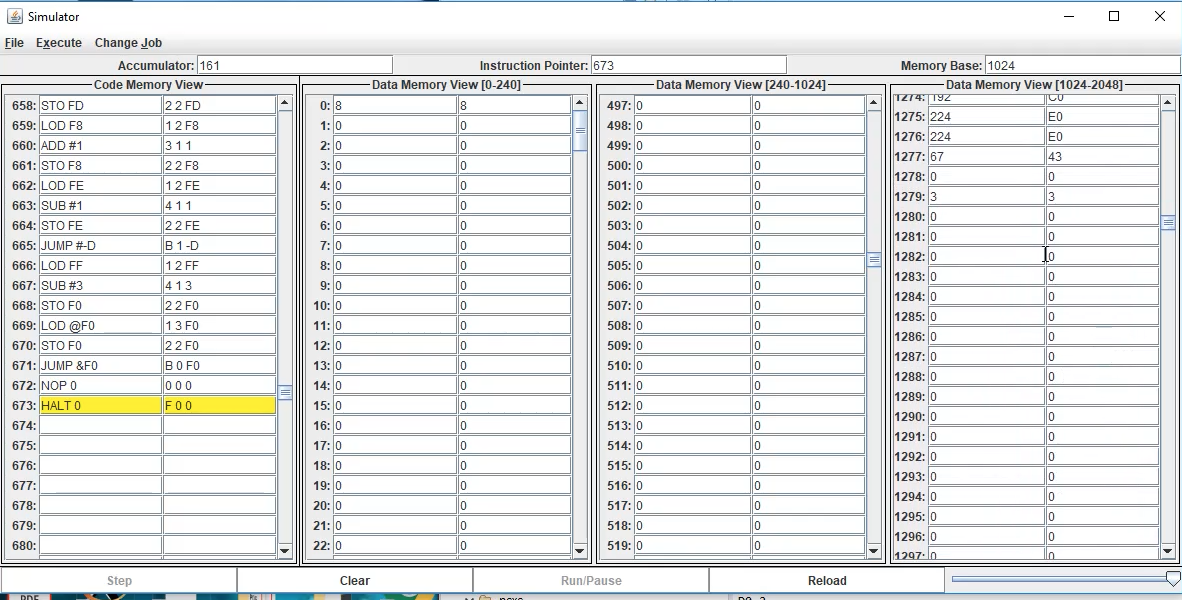 Simulator
File Execute Change Job
Accumulator: 161 Instruction Pointer: 673 Memory Base: 1024
Code Memory View Data Memory View [0-240] Data Memory View [240-1024] Data Memory View [1024-2048]
1274: 192 C0
658: STO FD 2 2 FD 0: 8 8 497: 0 0 1275: 224 E0
659: LOD F8 1 2 F8 1: 0 0 498: 0 0 1276: 224 E0
660: ADD #1 3 1 1 2: 0 0 499: 0 0 1277: 67 43
661: STO F8 2 2 F8 3: 0 0 500: 0 0 1278: 0 0
662: LOD FE 1 2 FE 4: 0 0 501: 0 0 1279: 3 3
663: SUB #1 4 1 1 5: 0 0 502: 0 0 1280: 0 0
664: STO FE 2 2 FE 6: 0 0 503: 0 0 1281: 0 0
665: JUMP #-D B 1 -D 7: 0 0 504: 0 0 1282: 0 0
666: LOD FF 1 2 FF 8: 0 0 505: 0 0 1283: 0 0
667: SUB #3 4 1 3 9: 0 0 506: 0 0 1284: 0 0
668: STO F0 2 2 F0 10: 0 0 507: 0 0 1285: 0 0
669: LOD @F0 1 3 F0 11: 0 0 508: 0 0 1286: 0 0
670: STO F0 2 2 F0 12: 0 0 509: 0 0 1287: 0 0
671: JUMP &F0 B 0 F0 13: 0 0 510: 0 0 1288: 0 0
672: NOP 0 0 0 0 14: 0 0 511: 0 0 1289: 0 0
673: HALT 0 F 0 0 15: 0 0 512: 0 0 1290: 0 0
674: 16: 0 0 513: 0 0 1291: 0 0
675: 17: 0 0 514: 0 0 1292: 0 0
676: 18: 0 0 515: 0 0 1293: 0 0
677: 19: 0 0 516: 0 0 1294: 0 0
678: 20: 0 0 517: 0 0 1295: 0 0
679: 21: 0 0 518: 0 0 1296: 0 0
680: 22: 0 0 519: 0 0 1297: 0 0
Step Clear Run/Pause Reload